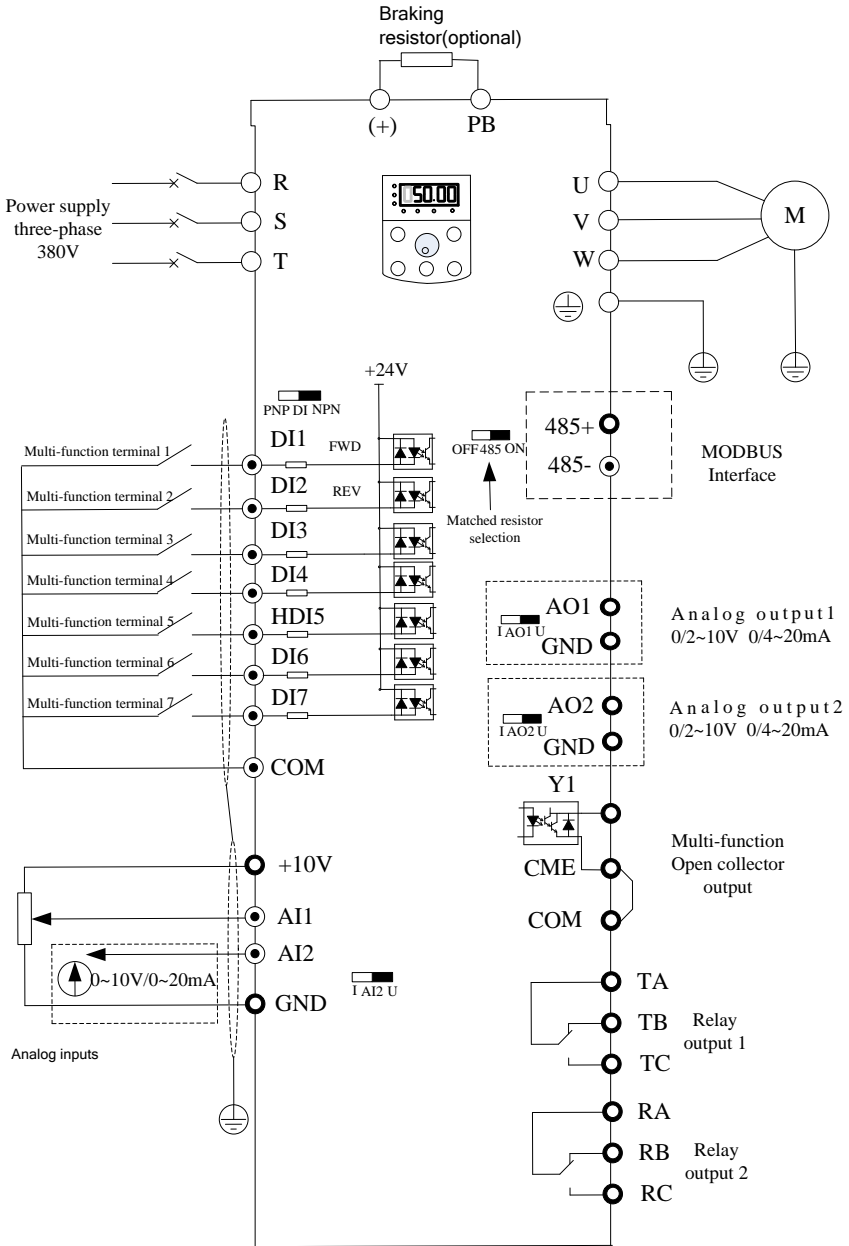 Braking
resistor(optional)
(+)
PB
R
S
T
Power supply
three-phase
380V
50.00
U
V
W
M
+24V
PNP DI NPN
DI1
FWD
Multi-function terminal 1
DI2
REV
Multi-function terminal 2
DI3
Multi-function terminal 3
DI4
Multi-function terminal 4
HDI5
Multi-function terminal 5
DI6
Multi-function terminal 6
DI7
Multi-function terminal 7
COM
OFF 485 ON
Matched resistor
selection
485+
485-
MODBUS
Interface
AO1
I AO1 U
GND
Analog output1
0/2~10V 0/4~20mA
AO2
I AO2 U
GND
Analog output2
0/2~10V 0/4~20mA
Y1
CME
COM
Multi-function
Open collector
output
+10V
AI1
AI2
0~10V/0~20mA
GND
I AI2 U
Analog inputs
TA
TB
TC
Relay
output 1
RA
RB
RC
Relay
output 2